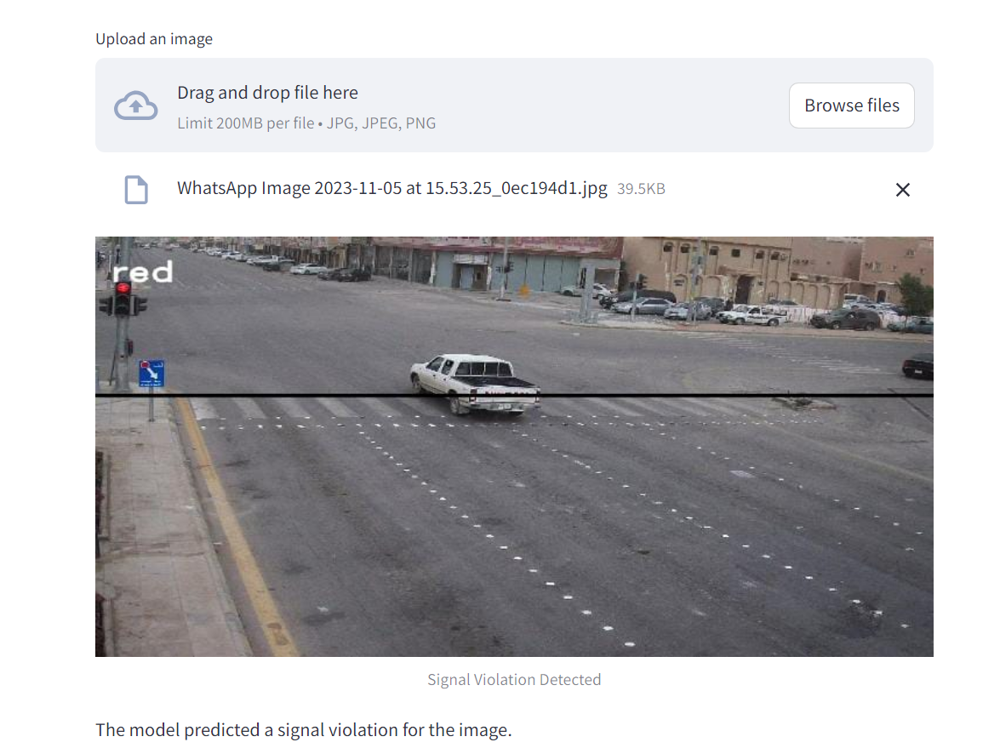 Upload an image
Drag and drop file here
Limit 200MB per file • JPG, JPEG, PNG
Browse files
WhatsApp Image 2023-11-05 at 15.53.25_0ec194d1.jpg 39.5KB
red
Signal Violation Detected
The model predicted a signal violation for the image.